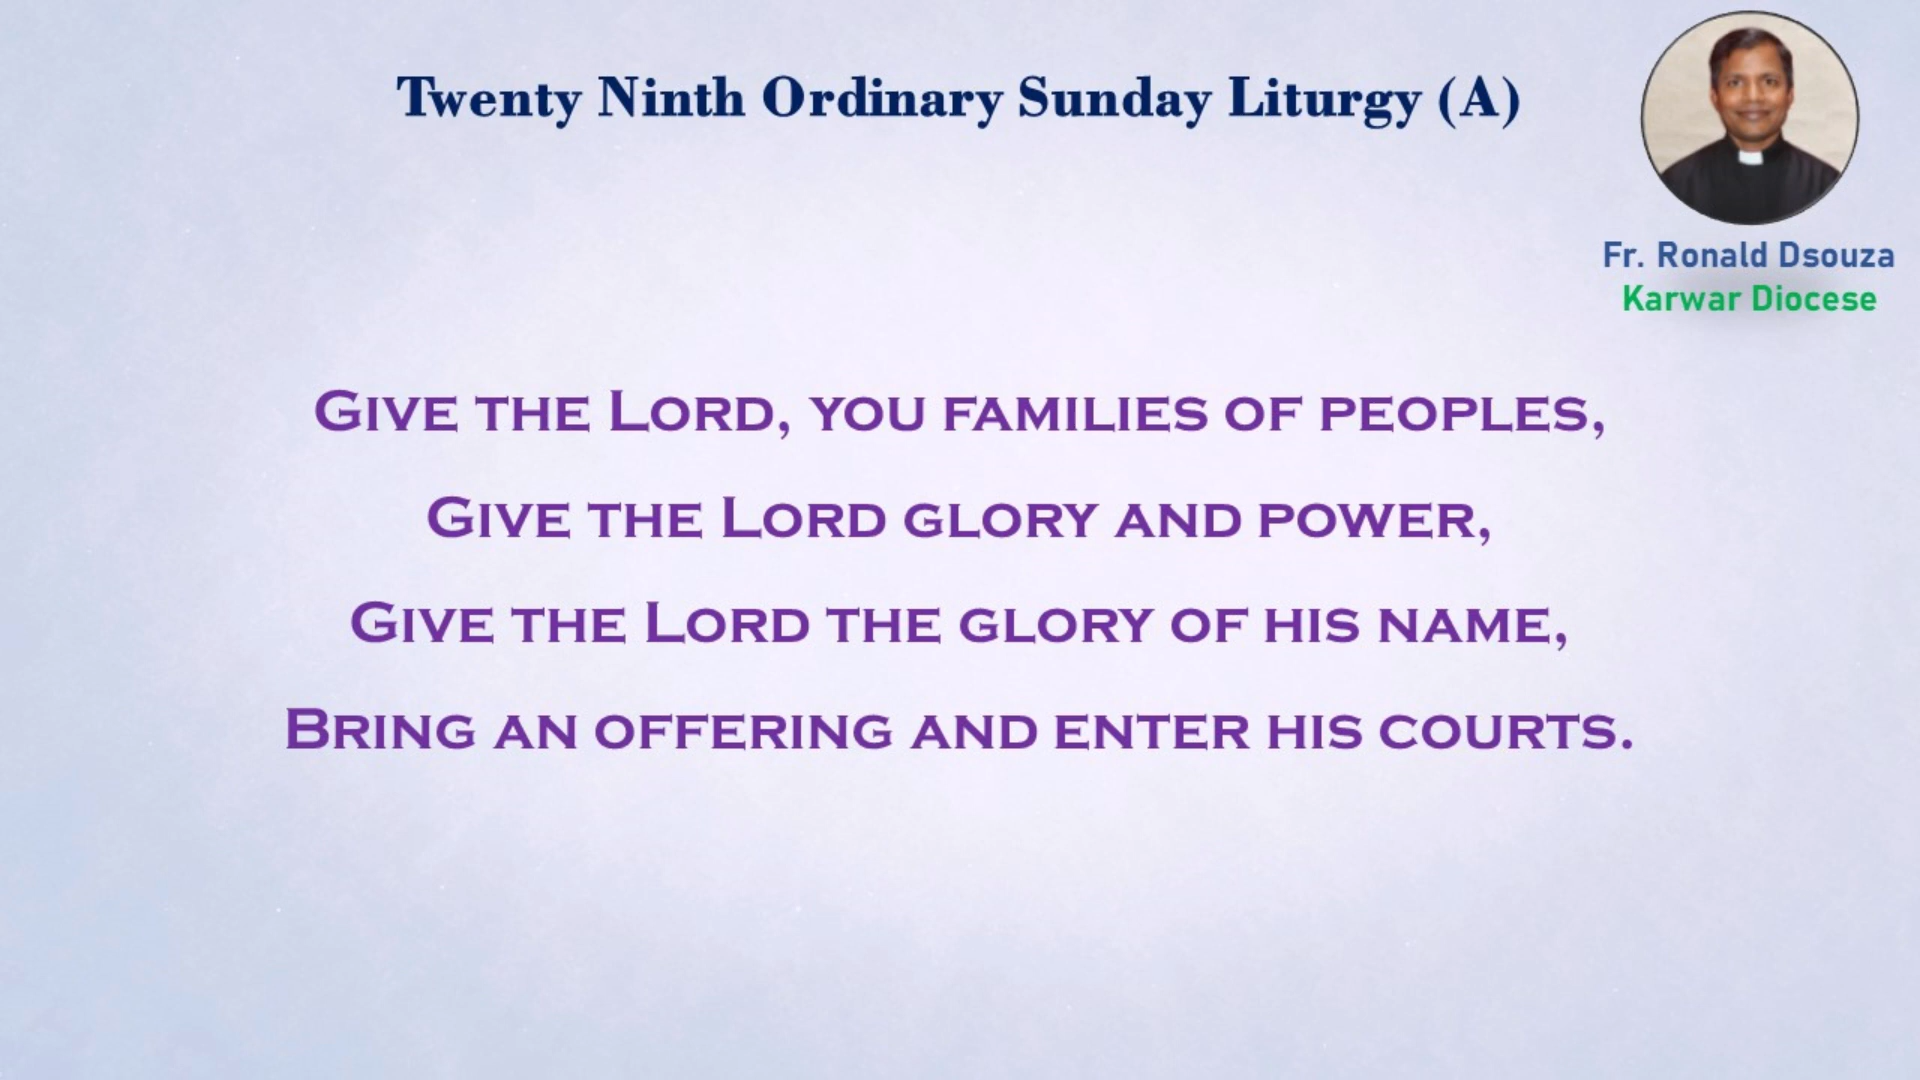 Twenty Ninth Ordinary Sunday Liturgy (A)
Fr. Ronald Dsouza
Karwar Diocese
Give the Lord, you families of peoples,
Give the Lord glory and power,
Give the Lord the glory of his name,
Bring an offering and enter his courts.